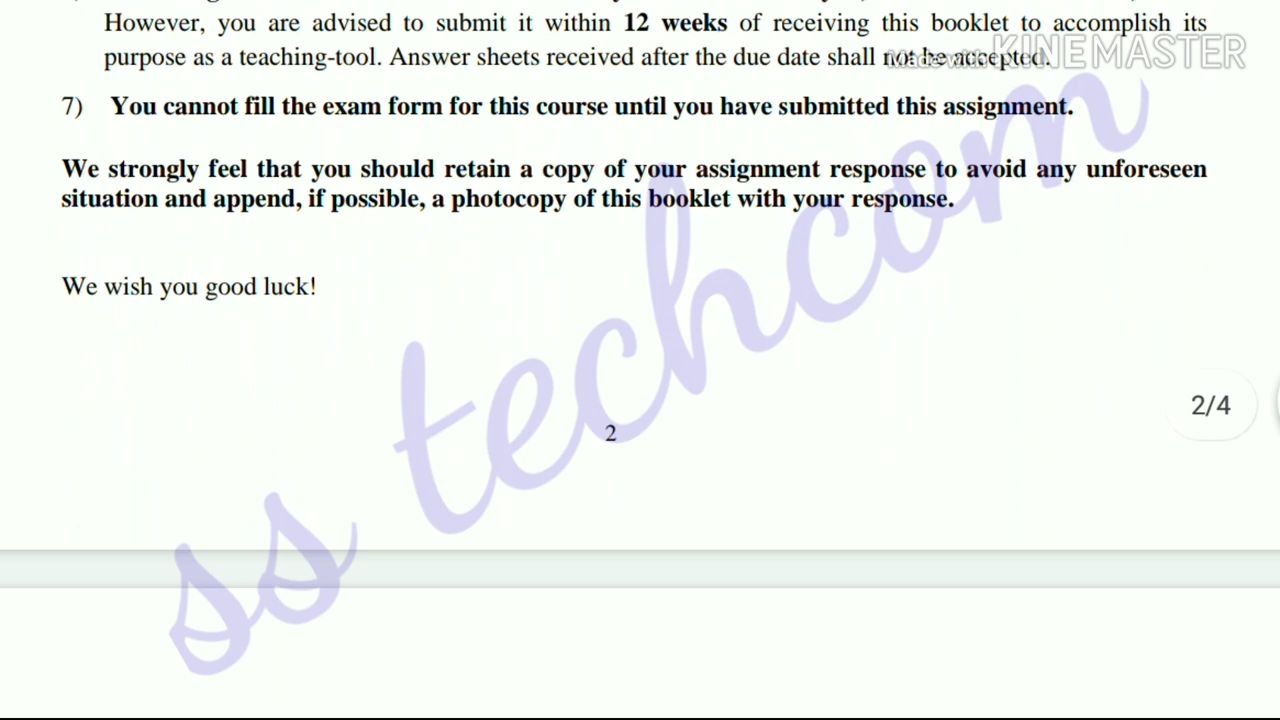 However, you are advised to submit it within 12 weeks of receiving this booklet to accomplish its
purpose as a teaching-tool. Answer sheets received after the due date shall not be accepted.
Made with KINEMASTER
7) You cannot fill the exam form for this course until you have submitted this assignment.
We strongly feel that you should retain a copy of your assignment response to avoid any unforeseen
situation and append, if possible, a photocopy of this booklet with your response.
We wish you good luck!
2/4
2
ss techcom